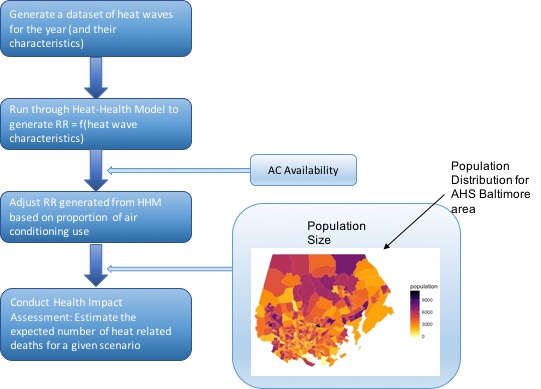 Generate a dataset of heat waves
for the year (and their
characteristics)
Run through Heat-Health Model to
generate RR = f(heat wave
characteristics)
AC Availability
Adjust RR generated from HHM
based on proportion of air
conditioning use
Population
Distribution for
AHS Baltimore
area
Population
Size
population
9000
6000
3000
0
Conduct Health Impact
Assessment: Estimate the
expected number of heat related
deaths for a given scenario